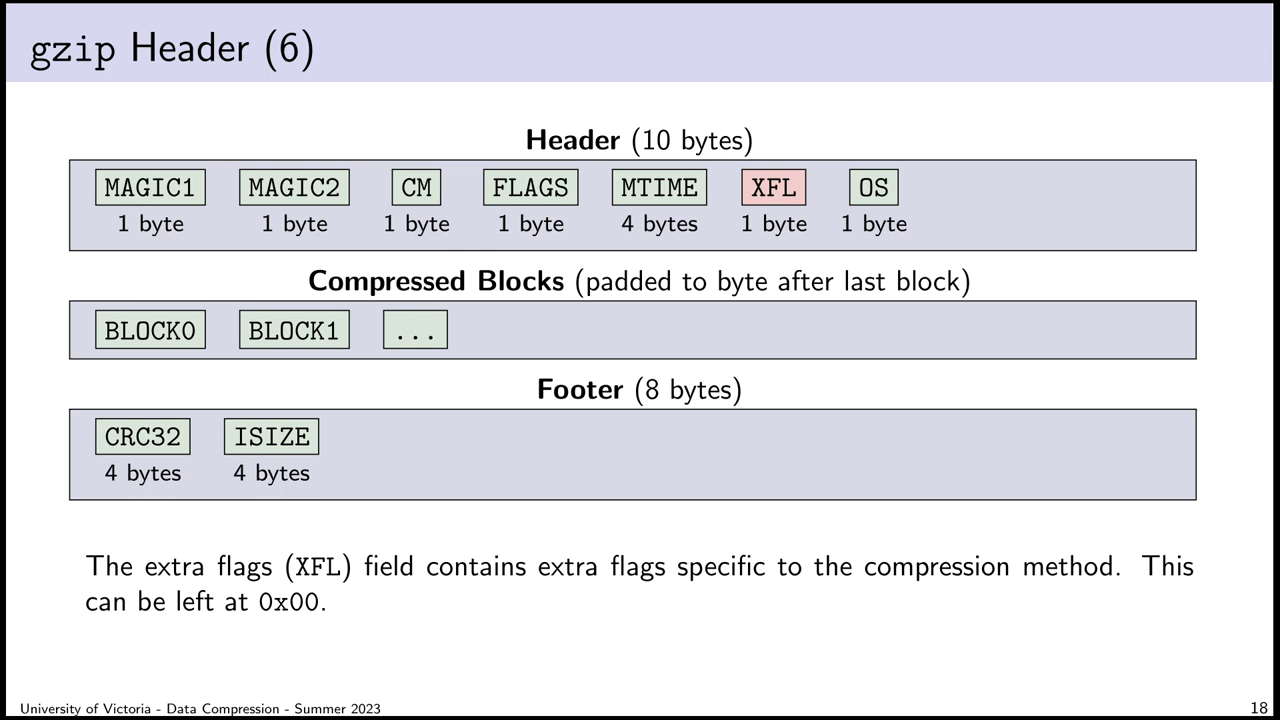 gzip Header (6)
Header (10 bytes)
MAGIC1 MAGIC2 CM FLAGS MTIME XFL OS
1 byte 1 byte 1 byte 1 byte 4 bytes 1 byte 1 byte
Compressed Blocks (padded to byte after last block)
BLOCK0 BLOCK1 ...
Footer (8 bytes)
CRC32 ISIZE
4 bytes 4 bytes
The extra flags (XFL) field contains extra flags specific to the compression method. This
can be left at 0x00.
University of Victoria - Data Compression - Summer 2023 18